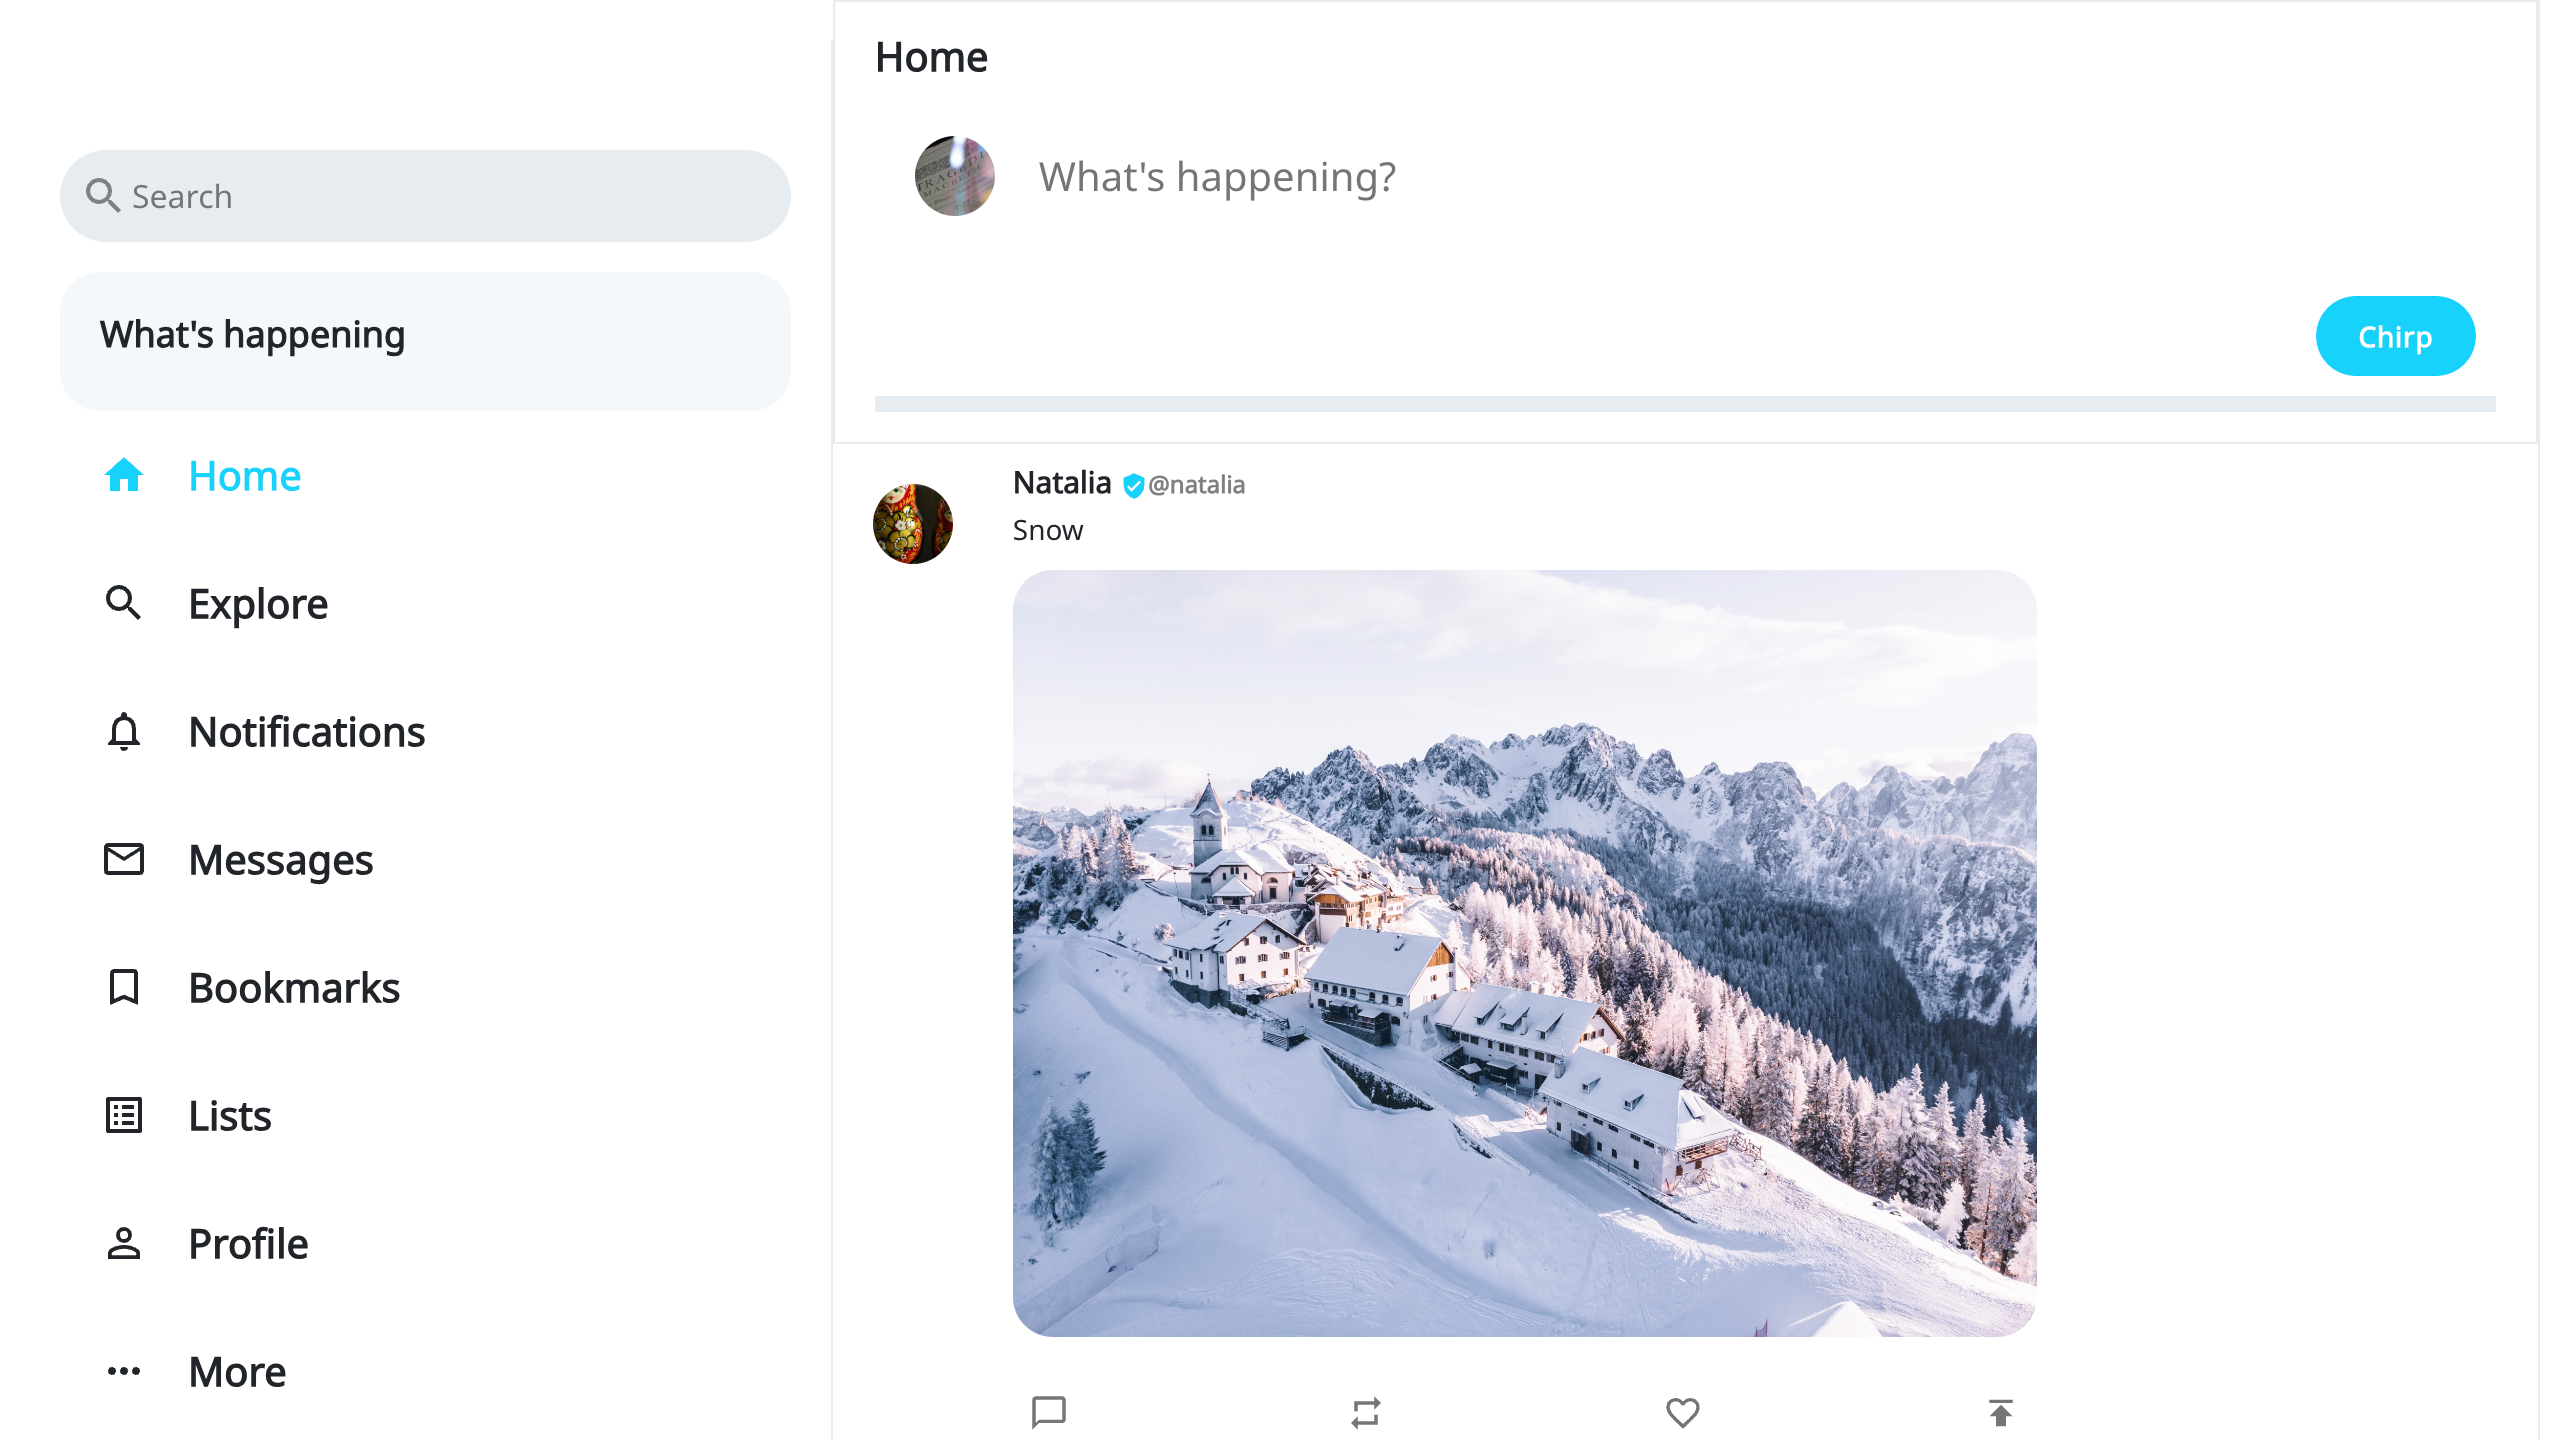 Search
What's happening
Home
Explore
Notifications
Messages
Bookmarks
Lists
Profile
More
Home
What's happening?
Chirp
Natalia @natalia
Snow